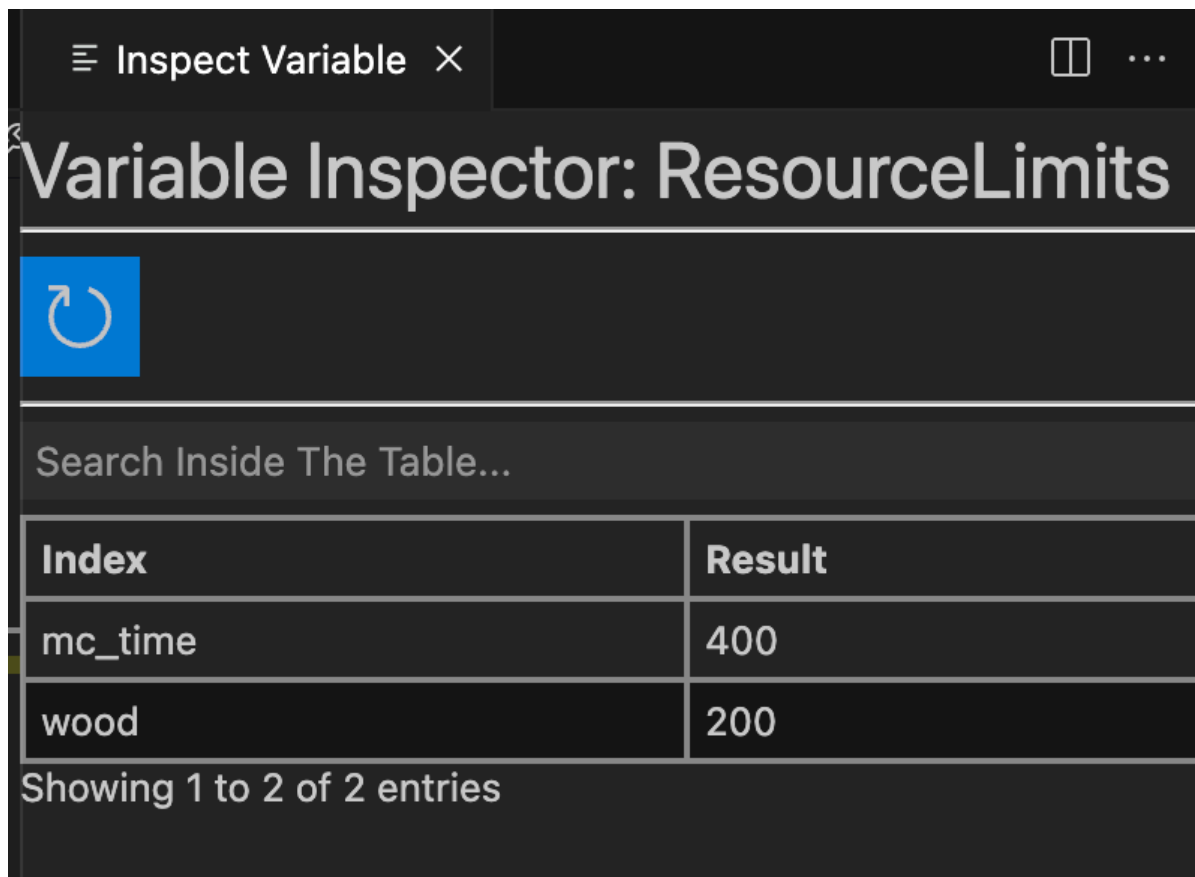 Inspect Variable
Variable Inspector: ResourceLimits
Search Inside The Table...
Index Result
mc_time 400
wood 200
Showing 1 to 2 of 2 entries